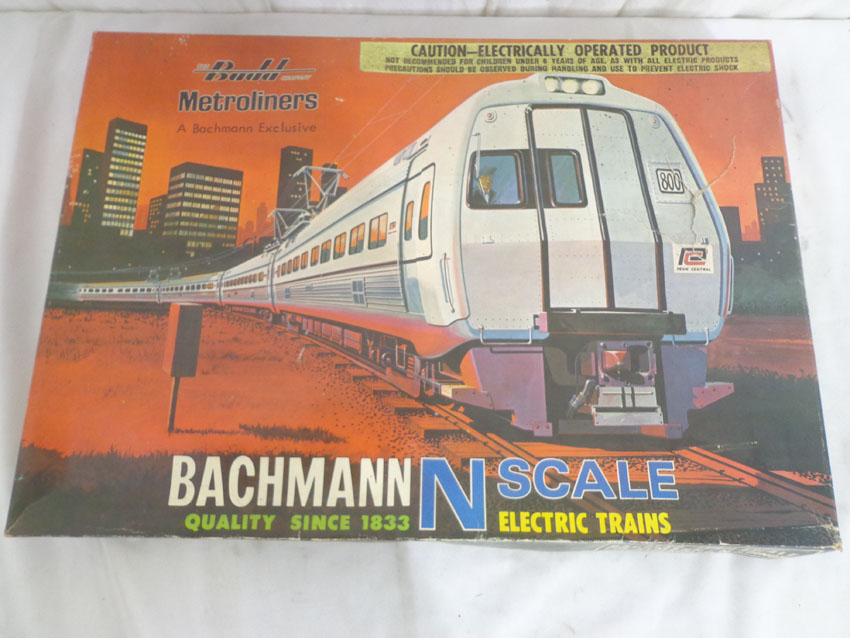 THE
Budd
COMPANY
Metroliners
A Bachmann Exclusive
CAUTION—ELECTRICALLY OPERATED PRODUCT
NOT RECOMMENDED FOR CHILDREN UNDER 6 YEARS OF AGE. AS WITH ALL ELECTRIC PRODUCTS
PRECAUTIONS SHOULD BE OBSERVED DURING HANDLING AND USE TO PREVENT ELECTRIC SHOCK
800
PENN CENTRAL
BACHMANN N SCALE
QUALITY SINCE 1833 ELECTRIC TRAINS